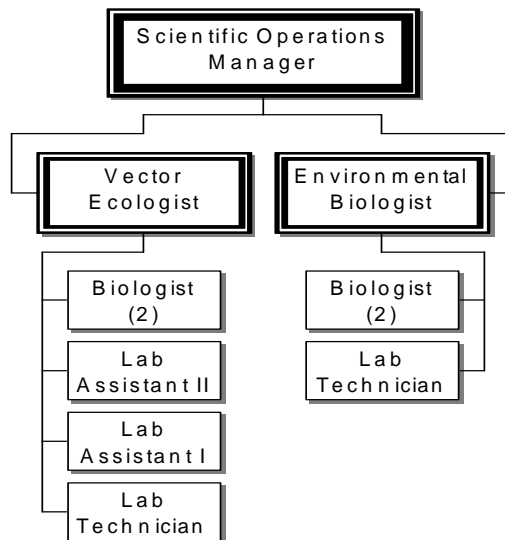 Scientific Operations
Manager
Vector
Ecologist
Environmental
Biologist
Biologist
(2)
Lab
Assistant II
Lab
Assistant I
Lab
Technician
Biologist
(2)
Lab
Technician